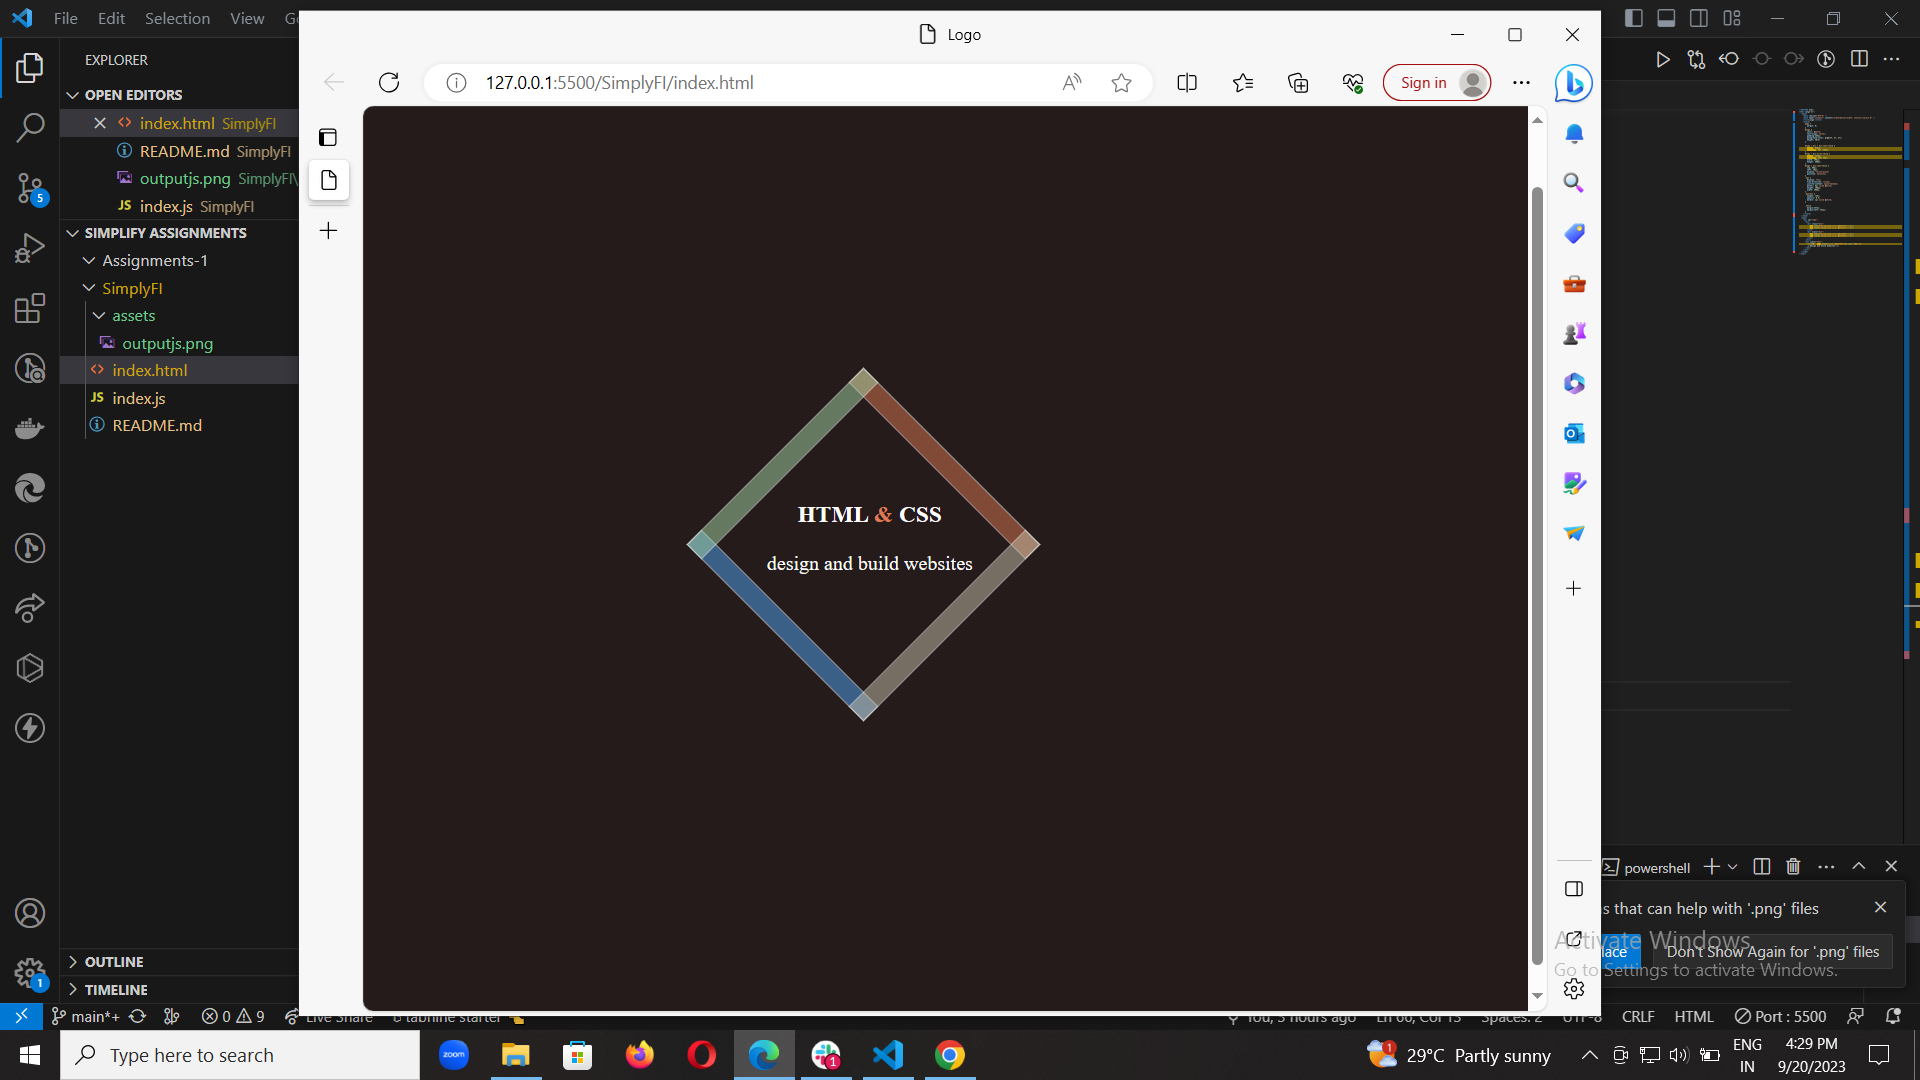 File Edit Selection View Go
Logo
EXPLORER
127.0.0.1:5500/SimplyFI/index.html
Sign in
OPEN EDITORS
index.html SimplyFI
README.md SimplyFI
outputjs.png SimplyFI\
JS index.js SimplyFI
SIMPLIFY ASSIGNMENTS
Assignments-1
SimplyFI
assets
outputjs.png
index.html
JS index.js
README.md
HTML & CSS
design and build websites
powershell
s that can help with '.png' files
lace
Don't Show Again for '.png' files
Activate Windows
Go to Settings to activate Windows.
OUTLINE
TIMELINE
5
1
main*+ 0 9 Live Share tabnine starter You, 3 hours ago Ln 66, Col 13 Spaces: 2 UTF-8 CRLF HTML Port : 5500
Type here to search
zoom
1
1
29°C Partly sunny
ENG
IN
4:29 PM
9/20/2023